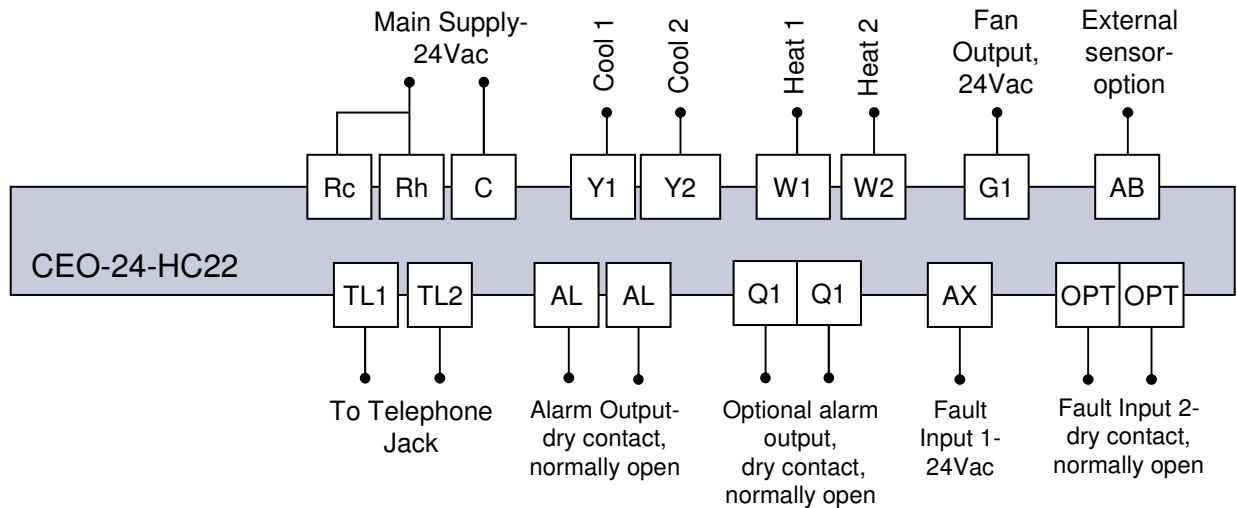 Main Supply-
24Vac
Cool 1
Cool 2
Heat 1
Heat 2
Fan
Output,
24Vac
External
sensor-
option
Rc
Rh
C
Y1
Y2
W1
W2
G1
AB
CEO-24-HC22
TL1
TL2
AL
AL
Q1
Q1
AX
OPT
OPT
To Telephone
Jack
Alarm Output-
dry contact,
normally open
Optional alarm
output,
dry contact,
normally open
Fault
Input 1-
24Vac
Fault Input 2-
dry contact,
normally open